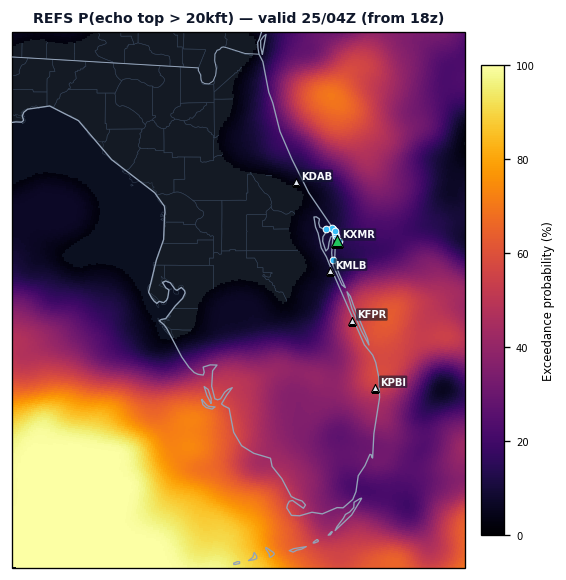 REFS P(echo top > 20kft) — valid 25/04Z (from 18z)
KDAB
KXMR
KMLB
KFPR
KPBI
100
80
60
40
20
0
Exceedance probability (%)